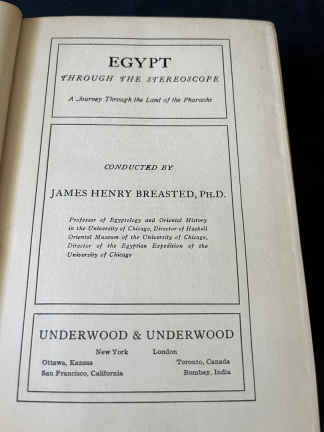 EGYPT
THROUGH THE STEREOSCOPE
A Journey Through the Land of the Pharaohs
CONDUCTED BY
JAMES HENRY BREASTED, PH.D.
Professor of Egyptology and Oriental History
in the University of Chicago, Director of Haskell
Oriental Museum of the University of Chicago,
Director of the Egyptian Expedition of the
University of Chicago
UNDERWOOD & UNDERWOOD
New York London
Ottawa, Kansas Toronto, Canada
San Francisco, California Bombay, India